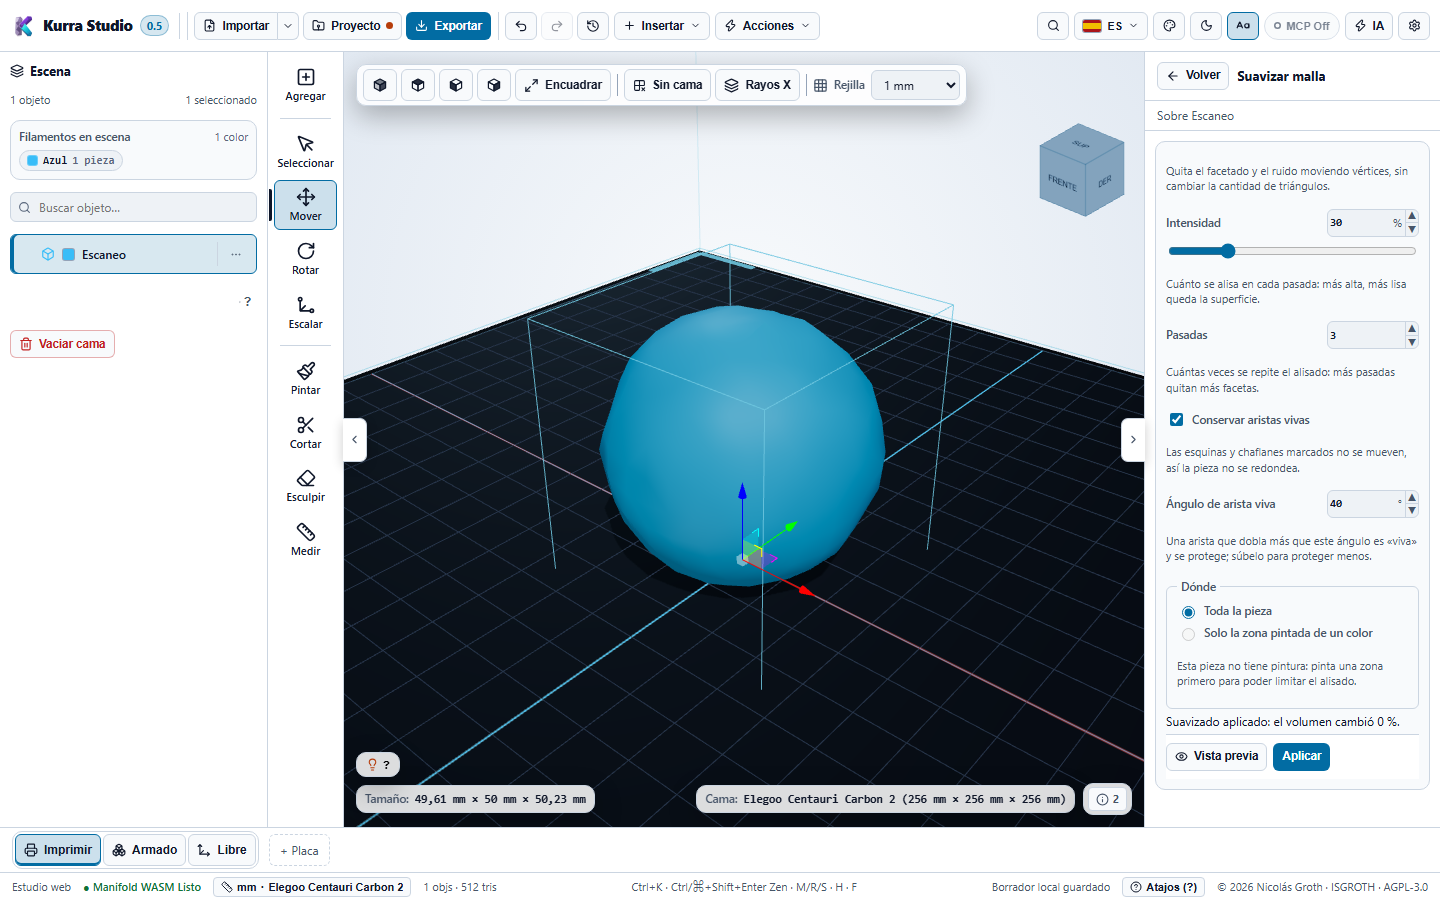 Kurra Studio 0.5
Importar
Proyecto
Exportar
Insertar
Acciones
ES
Aα
MCP Off
IA
Escena
1 objeto 1 seleccionado
Filamentos en escena 1 color
Azul 1 pieza
Buscar objeto...
Escaneo ...
?
Vaciar cama
Agregar
Seleccionar
Mover
Rotar
Escalar
Pintar
Cortar
Esculpir
Medir
Encuadrar
Sin cama
Rayos X
Rejilla 1 mm
SUP
FRENTE DER
?
Tamaño: 49,61 mm × 50 mm × 50,23 mm
Cama: Elegoo Centauri Carbon 2 (256 mm × 256 mm × 256 mm)
2
Volver Suavizar malla
Sobre Escaneo
Quita el facetado y el ruido moviendo vértices, sin
cambiar la cantidad de triángulos.
Intensidad 30 %
Cuánto se alisa en cada pasada: más alta, más lisa
queda la superficie.
Pasadas 3
Cuántas veces se repite el alisado: más pasadas
quitan más facetas.
Conservar aristas vivas
Las esquinas y chaflanes marcados no se mueven,
así la pieza no se redondea.
Ángulo de arista viva 40 °
Una arista que dobla más que este ángulo es «viva»
y se protege; súbelo para proteger menos.
Dónde
Toda la pieza
Solo la zona pintada de un color
Esta pieza no tiene pintura: pinta una zona
primero para poder limitar el alisado.
Suavizado aplicado: el volumen cambió 0 %.
Vista previa Aplicar
Imprimir Armado Libre + Placa
Estudio web ● Manifold WASM Listo mm · Elegoo Centauri Carbon 2 1 objs · 512 tris Ctrl+K · Ctrl/⌘+Shift+Enter Zen · M/R/S · H · F Borrador local guardado Atajos (?) © 2026 Nicolás Groth · ISGROTH · AGPL-3.0